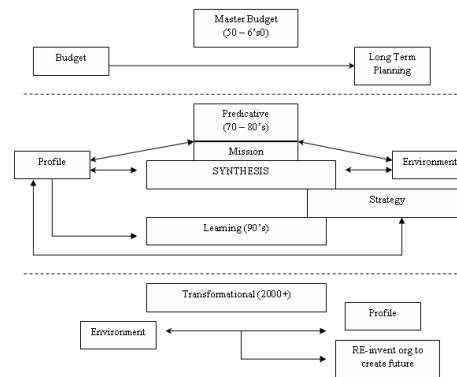 Master Budget
(50 – 6's0)
Budget
Long Term
Planning
Predicative
(70 – 80's)
Mission
Profile
SYNTHESIS
Environment
Strategy
Learning (90's)
Transformational (2000+)
Profile
Environment
RE-invent org to
create future